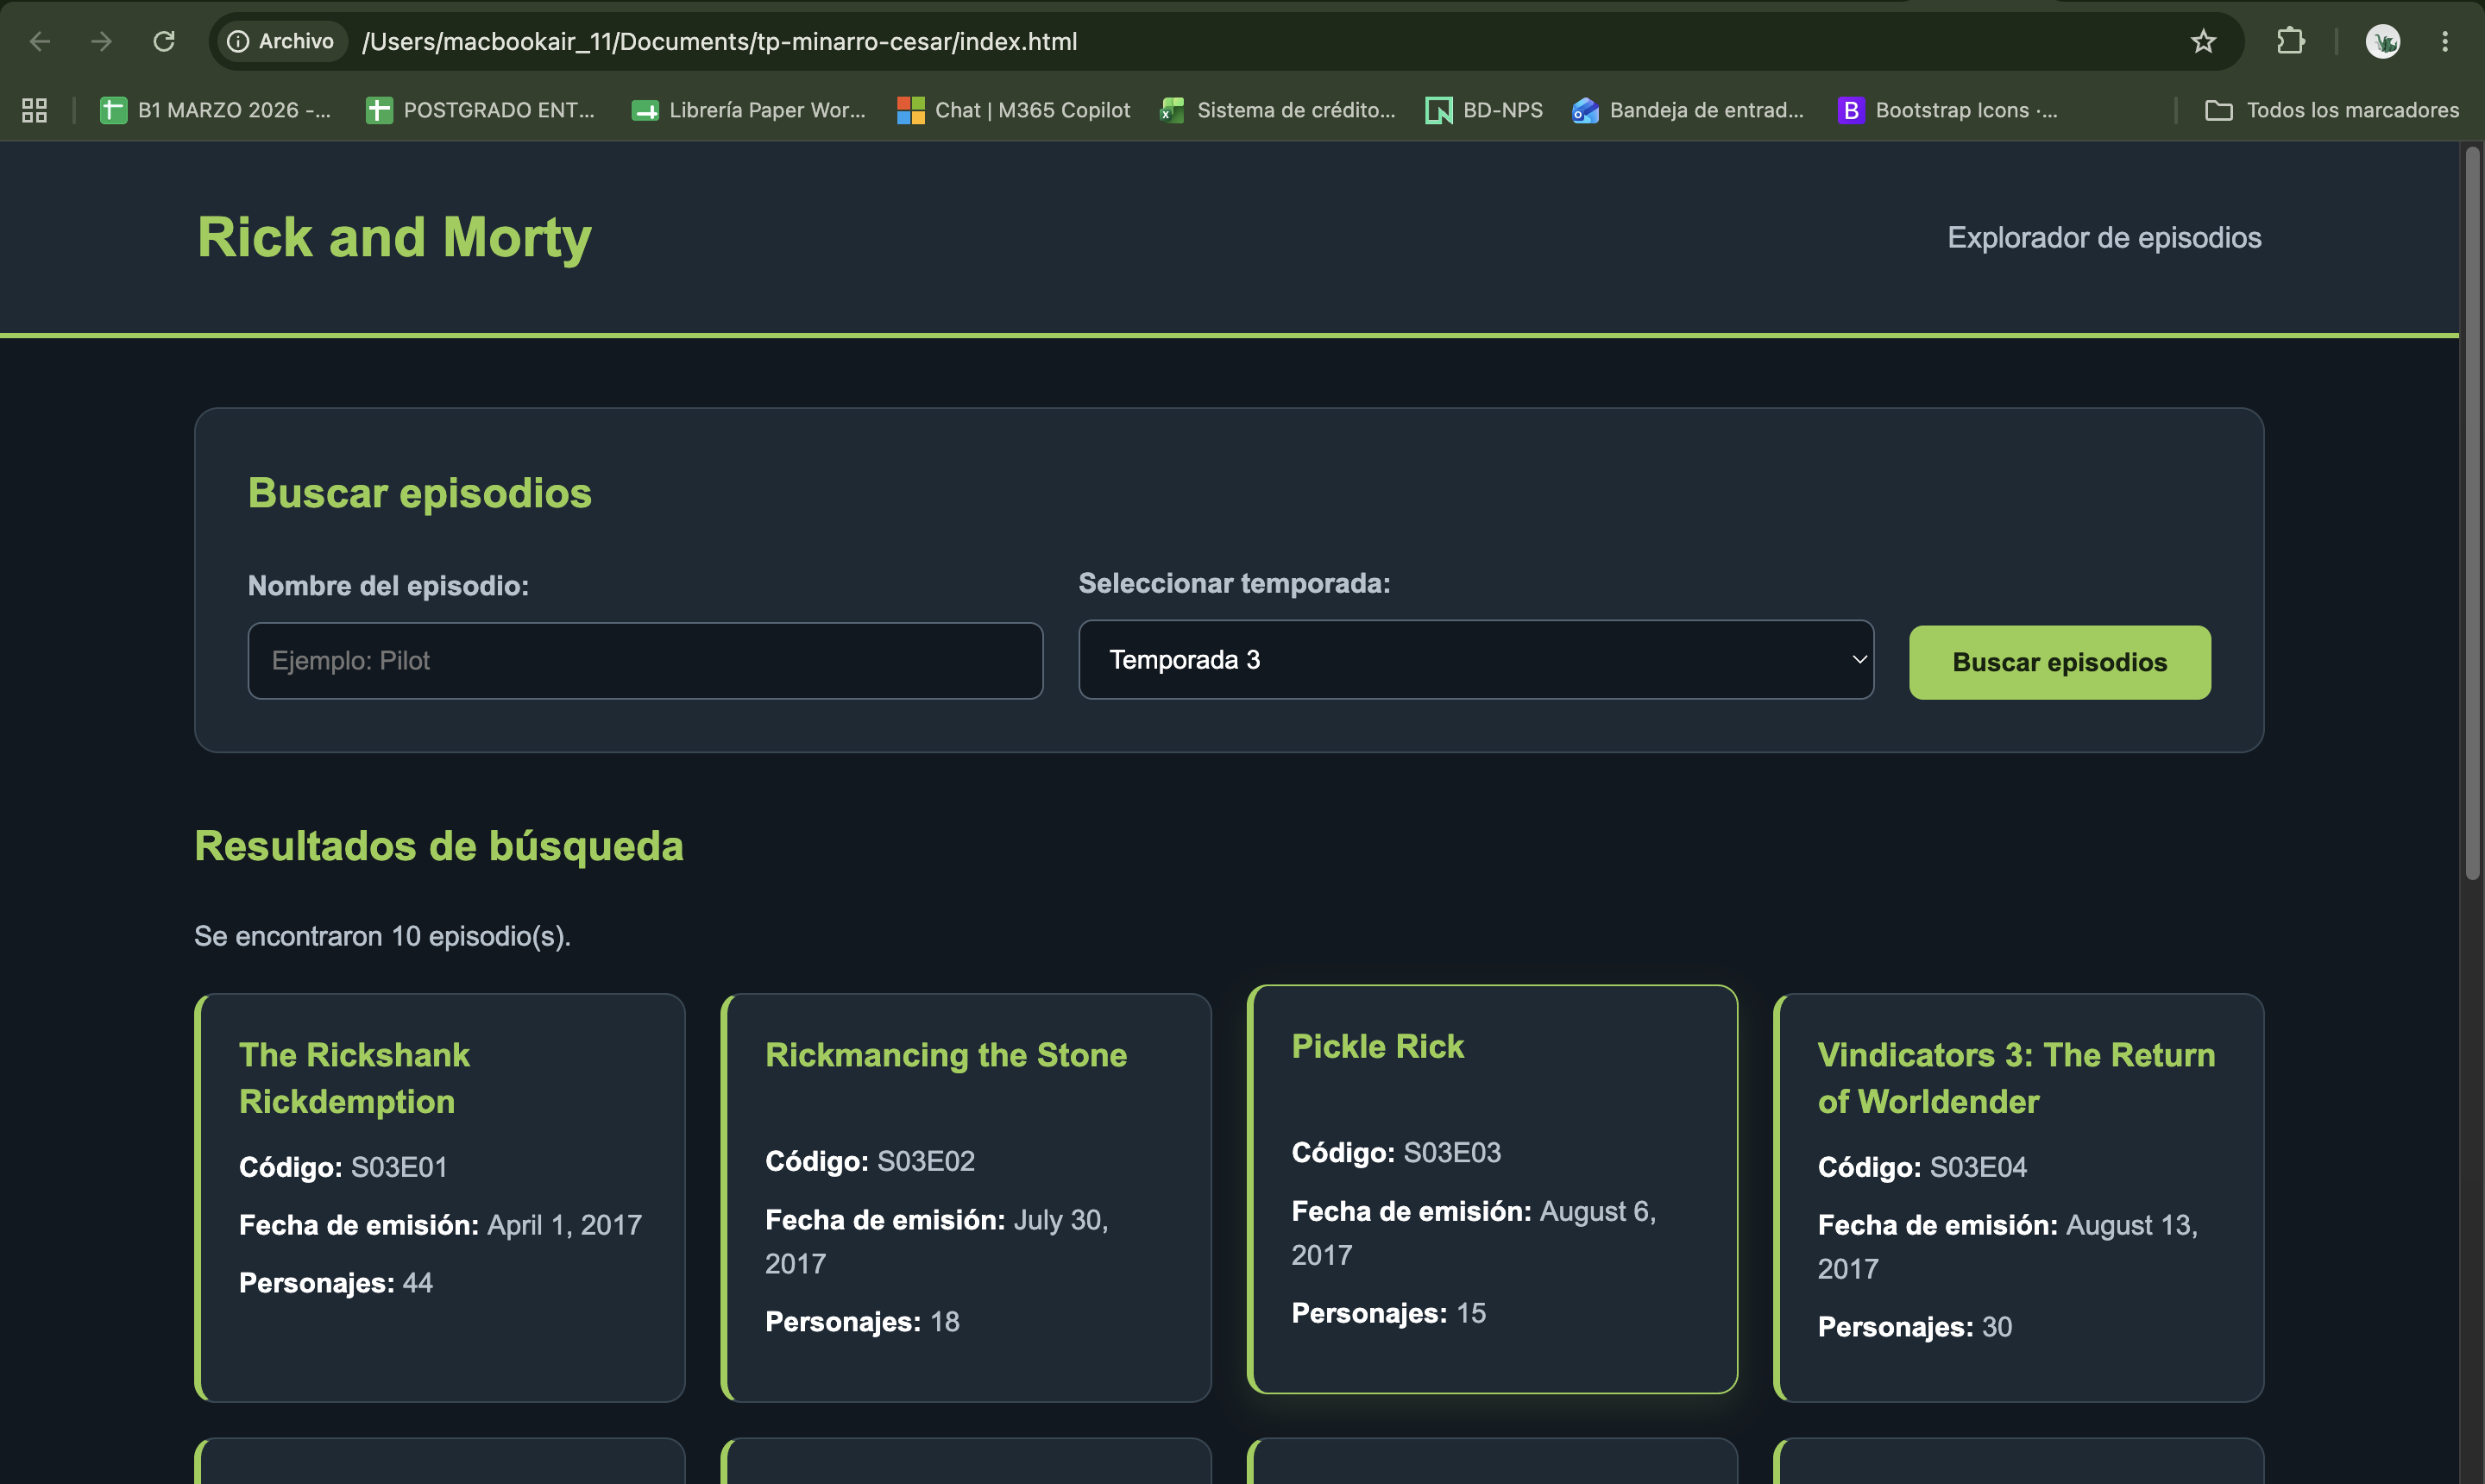 Archivo /Users/macbookair_11/Documents/tp-minarro-cesar/index.html
B1 MARZO 2026 -... POSTGRADO ENT... Librería Paper Wor... Chat | M365 Copilot Sistema de crédito... BD-NPS Bandeja de entrad... B Bootstrap Icons ·... Todos los marcadores
Rick and Morty
Explorador de episodios
Buscar episodios
Nombre del episodio:
Ejemplo: Pilot
Seleccionar temporada:
Temporada 3
Buscar episodios
Resultados de búsqueda
Se encontraron 10 episodio(s).
The Rickshank
Rickdemption
Código: S03E01
Fecha de emisión: April 1, 2017
Personajes: 44
Rickmancing the Stone
Código: S03E02
Fecha de emisión: July 30,
2017
Personajes: 18
Pickle Rick
Código: S03E03
Fecha de emisión: August 6,
2017
Personajes: 15
Vindicators 3: The Return
of Worldender
Código: S03E04
Fecha de emisión: August 13,
2017
Personajes: 30